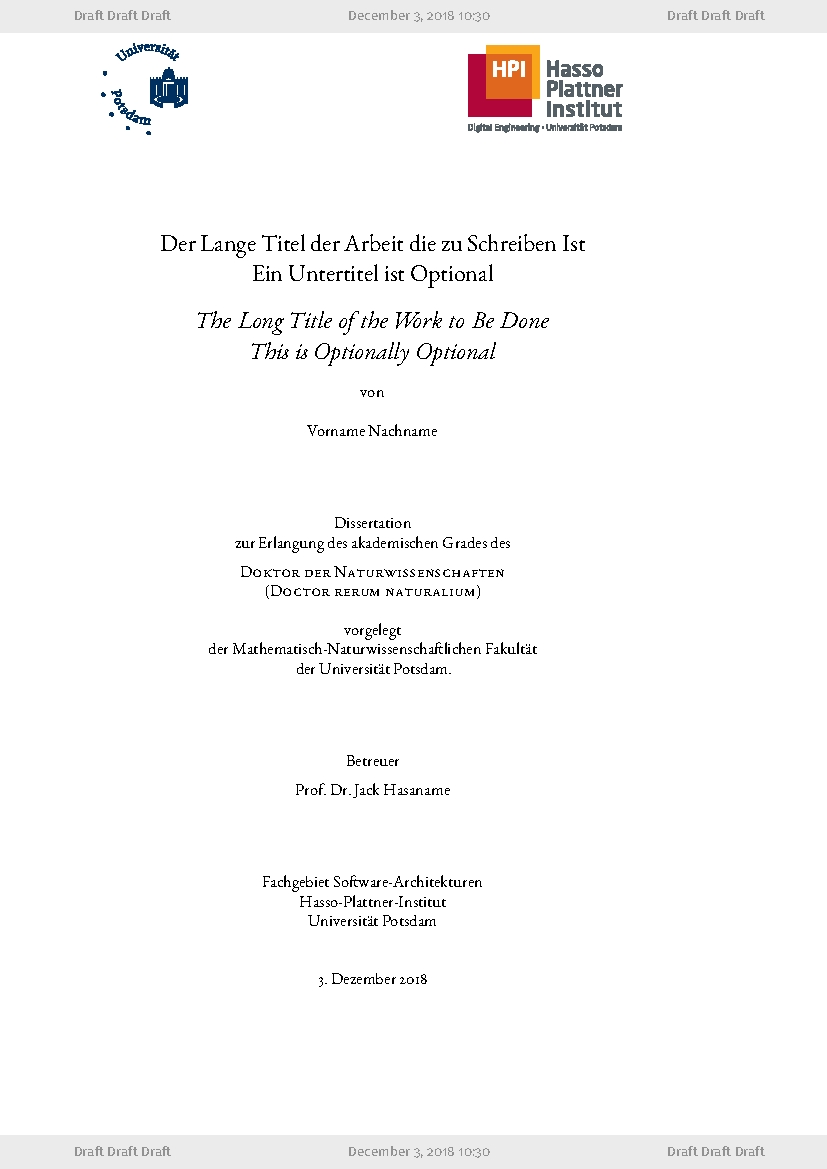 Draft Draft Draft December 3, 2018 10:30 Draft Draft Draft
Universität
Potsdam
HPI Hasso
Plattner
Institut
Digital Engineering • Universität Potsdam
Der Lange Titel der Arbeit die zu Schreiben Ist
Ein Untertitel ist Optional
The Long Title of the Work to Be Done
This is Optionally Optional
von
Vorname Nachname
Dissertation
zur Erlangung des akademischen Grades des
Doktor der Naturwissenschaften
(Doctor rerum naturalium)
vorgelegt
der Mathematisch-Naturwissenschaftlichen Fakultät
der Universität Potsdam.
Betreuer
Prof. Dr. Jack Hasaname
Fachgebiet Software-Architekturen
Hasso-Plattner-Institut
Universität Potsdam
3. Dezember 2018
Draft Draft Draft December 3, 2018 10:30 Draft Draft Draft